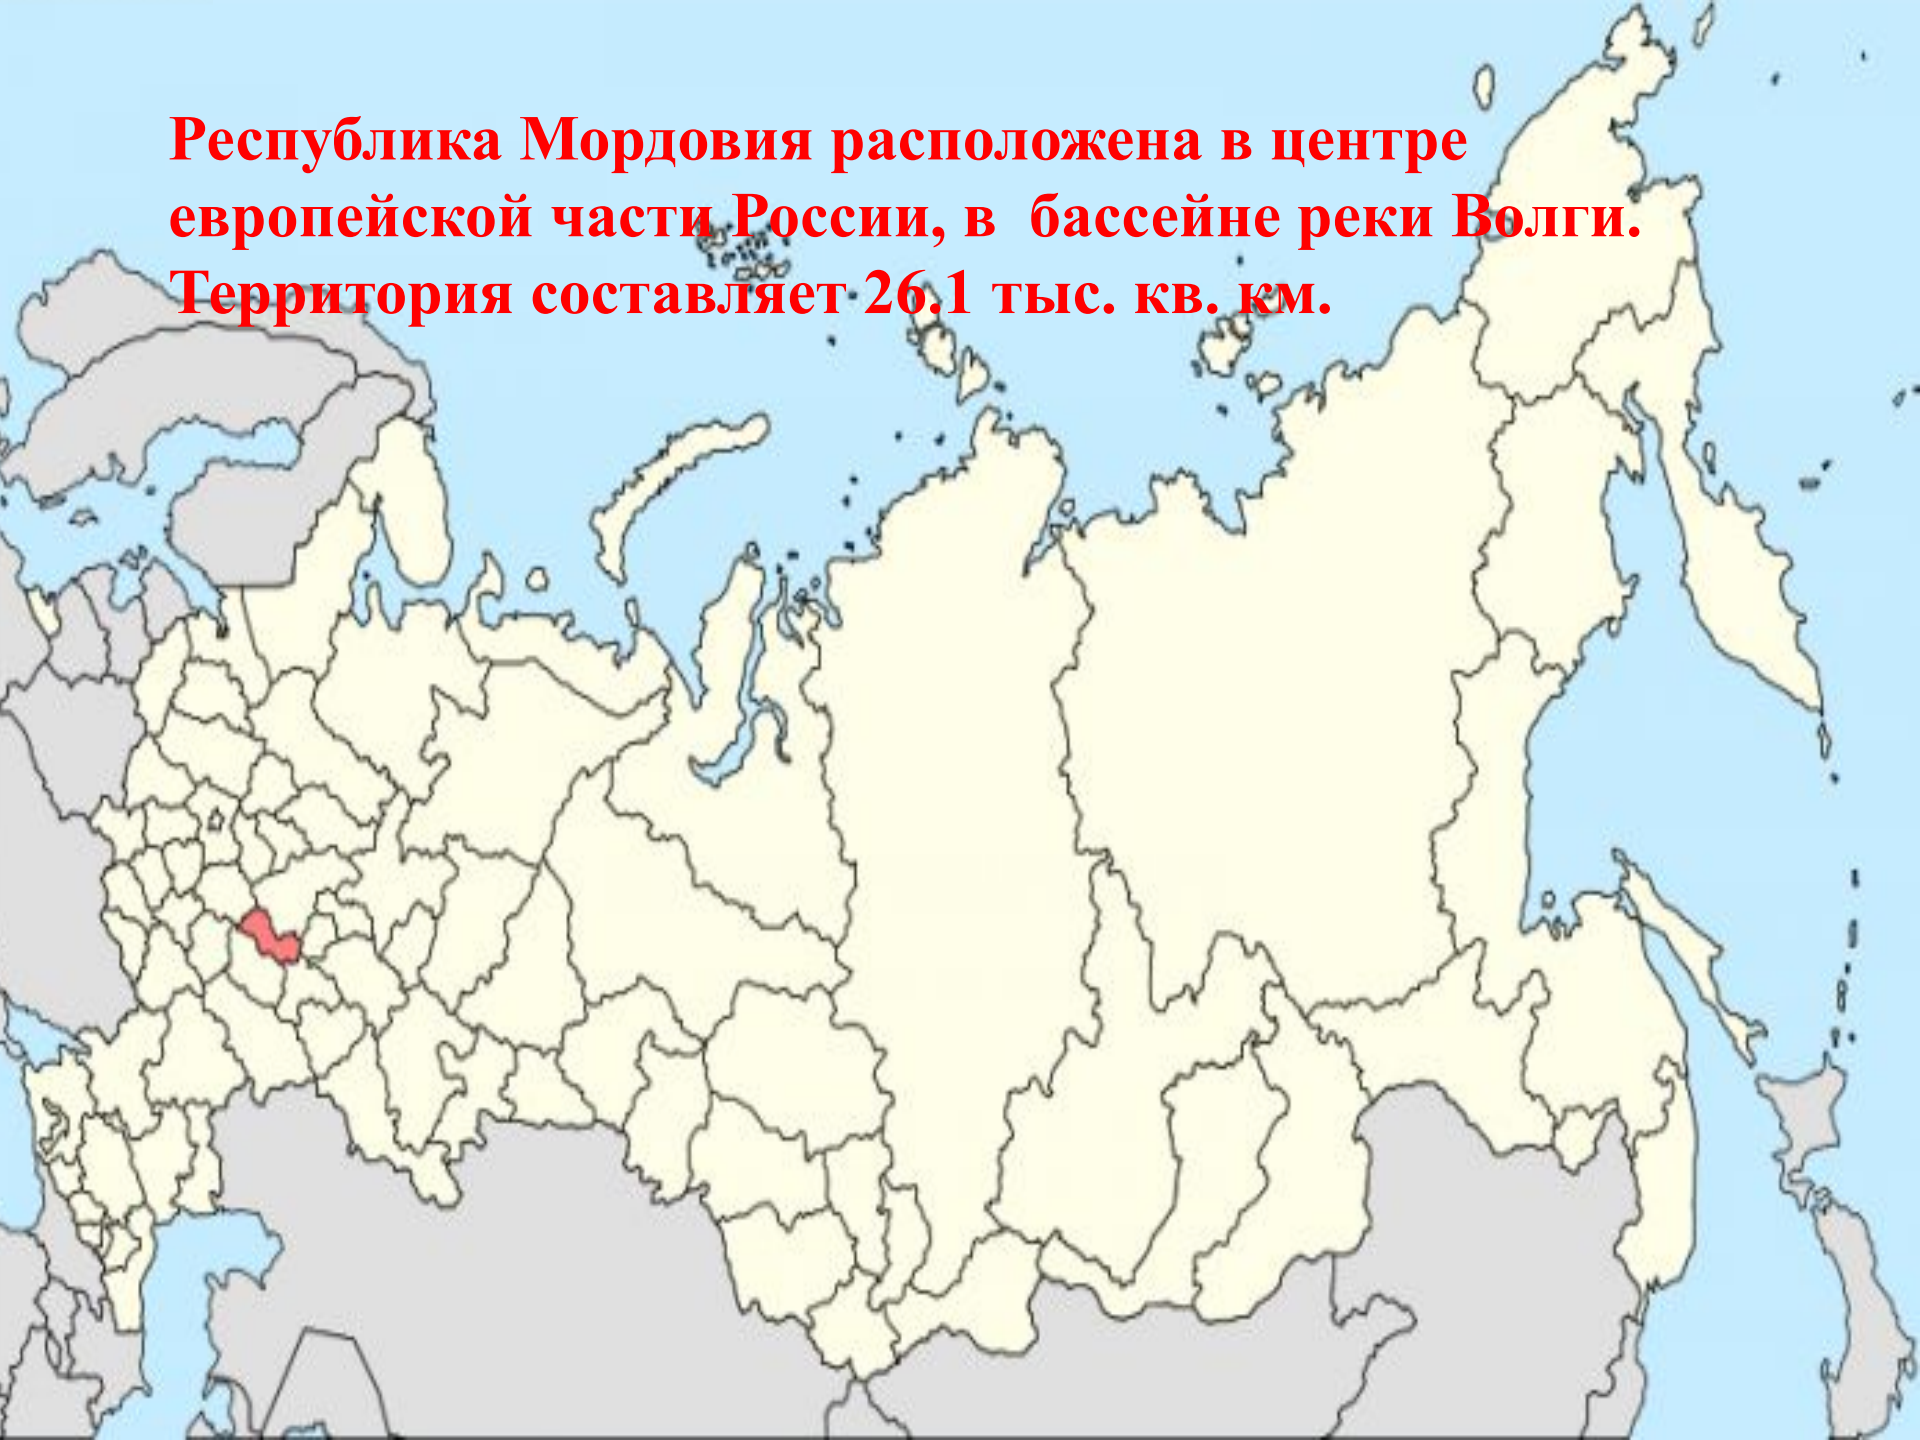 Республика Мордовия расположена в центре
европейской части России, в  бассейне реки Волги.
Территория составляет 26.1 тыс. кв. км.